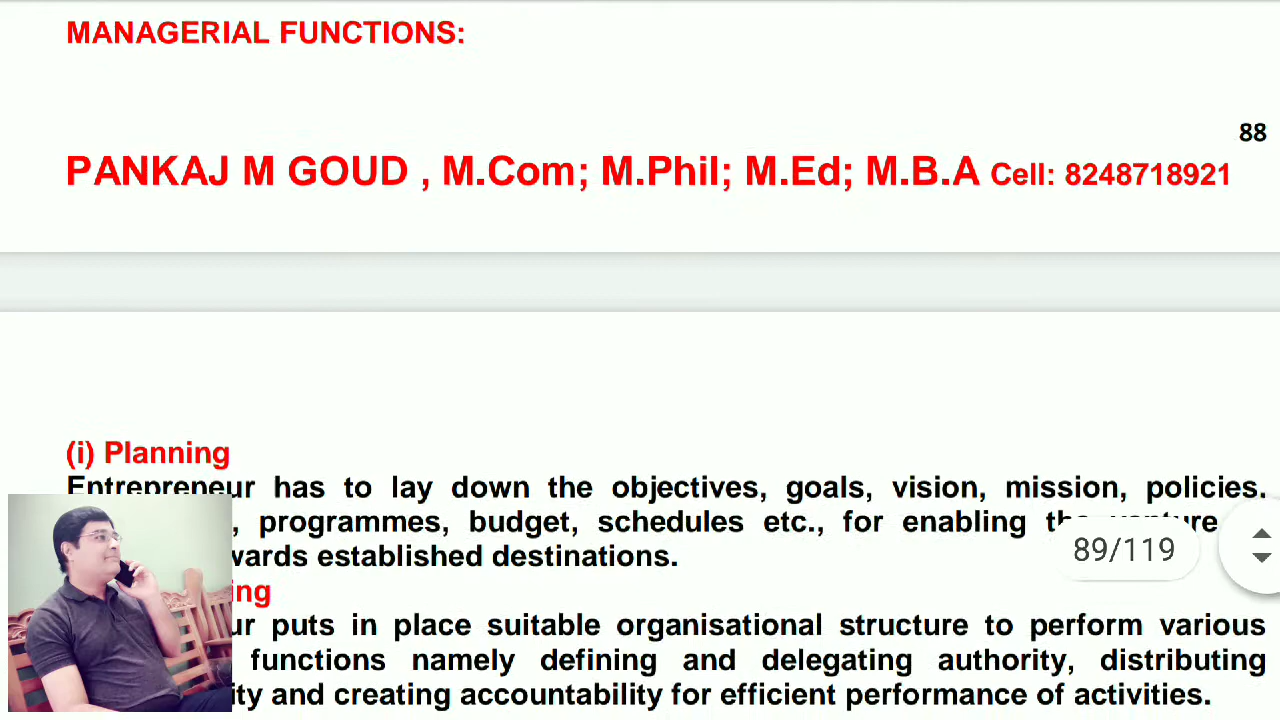 MANAGERIAL FUNCTIONS:
88
PANKAJ M GOUD , M.Com; M.Phil; M.Ed; M.B.A Cell: 8248718921
(i) Planning
Entrepreneur has to lay down the objectives, goals, vision, mission, policies.
, programmes, budget, schedules etc., for enabling the venture
wards established destinations.
89/119
ing
ur puts in place suitable organisational structure to perform various
functions namely defining and delegating authority, distributing
ity and creating accountability for efficient performance of activities.